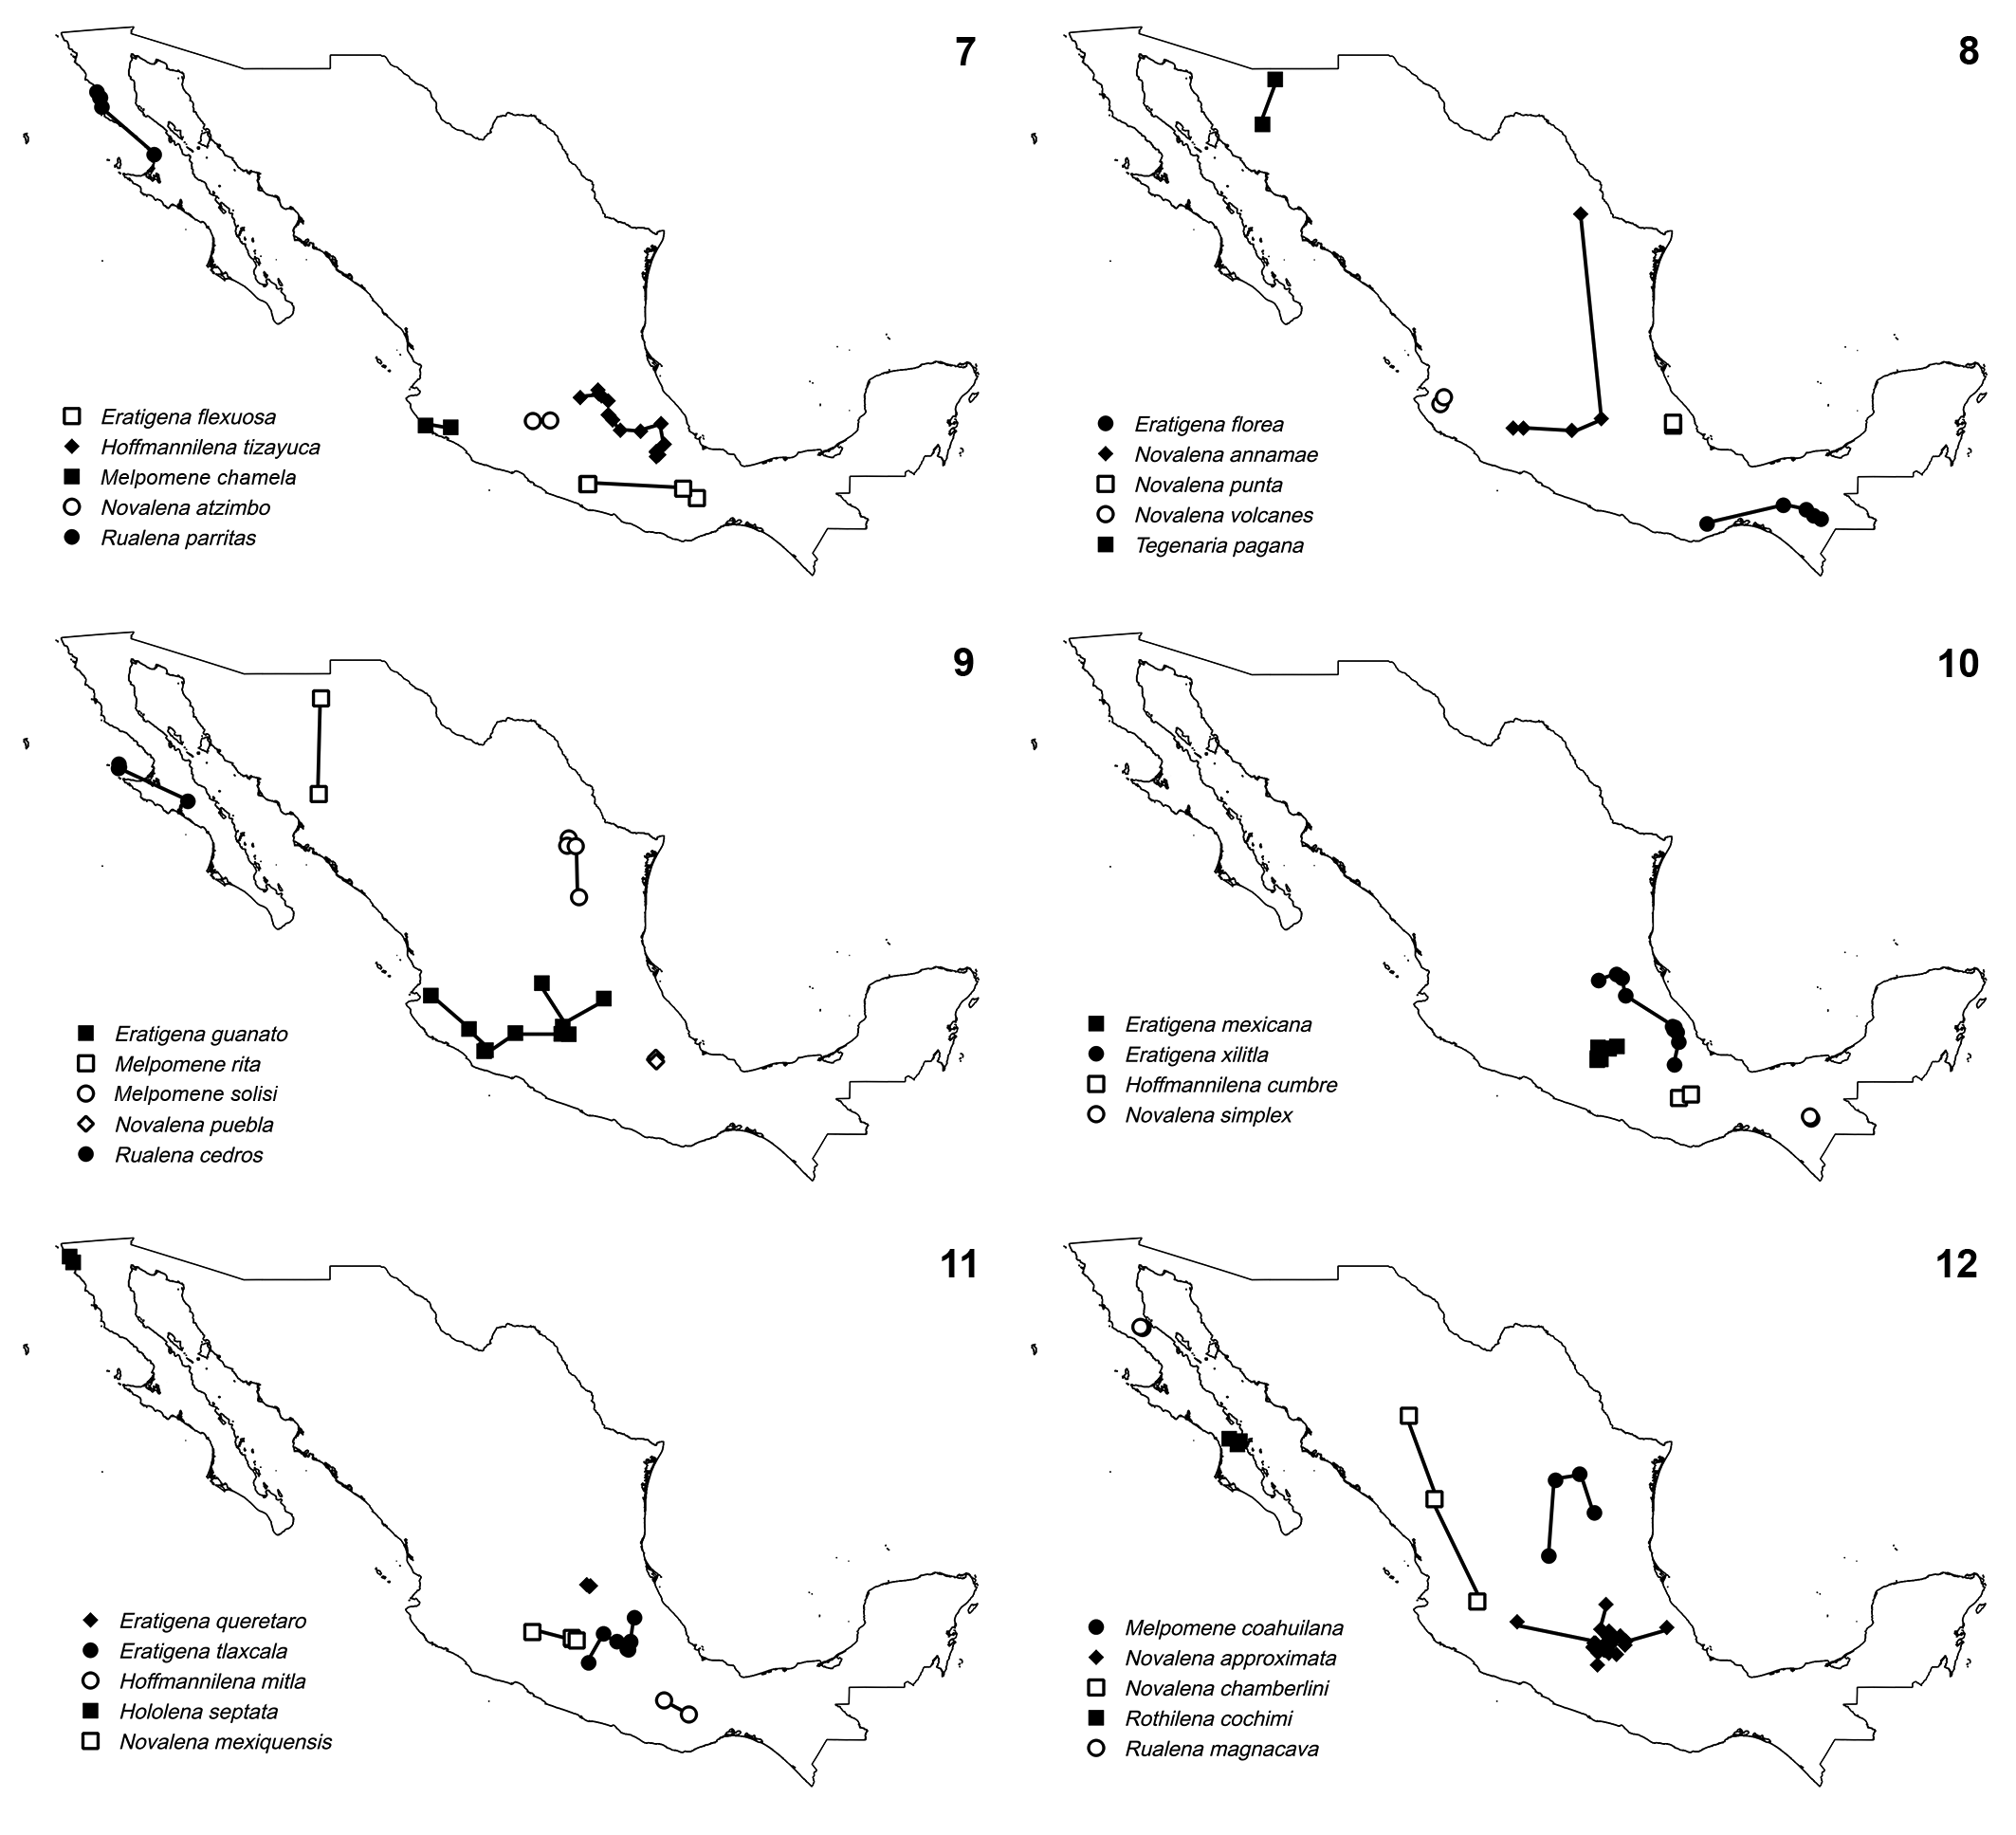 7
Eratigena flexuosa
Hoffmannilena tizayuca
Melpomene chamela
Novalena atzimbo
Rualena parritas
8
Eratigena florea
Novalena annamae
Novalena punta
Novalena volcanes
Tegenaria pagana
9
Eratigena guanato
Melpomene rita
Melpomene solisi
Novalena puebla
Rualena cedros
10
Eratigena mexicana
Eratigena xilitla
Hoffmannilena cumbre
Novalena simplex
11
Eratigena queretaro
Eratigena tlaxcala
Hoffmannilena mitla
Hololena septata
Novalena mexiquensis
12
Melpomene coahuilana
Novalena approximata
Novalena chamberlini
Rothilena cochimi
Rualena magnacava